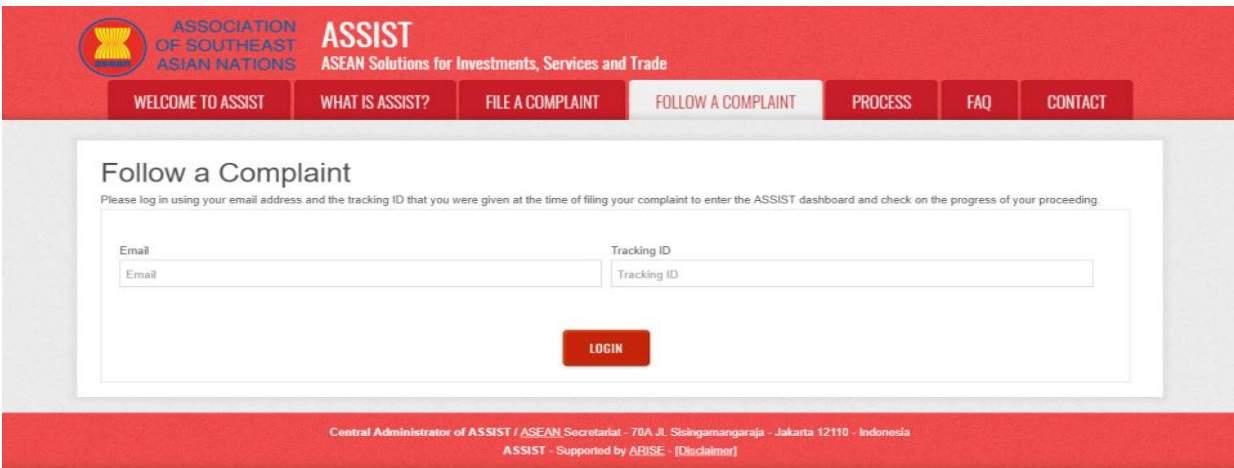 ASSOCIATION
OF SOUTHEAST
ASIAN NATIONS
asean
ASSIST
ASEAN Solutions for Investments, Services and Trade
WELCOME TO ASSIST WHAT IS ASSIST? FILE A COMPLAINT FOLLOW A COMPLAINT PROCESS FAQ CONTACT
Follow a Complaint
Please log in using your email address and the tracking ID that you were given at the time of filing your complaint to enter the ASSIST dashboard and check on the progress of your proceeding.
Email Tracking ID
Email Tracking ID
LOGIN
Central Administrator of ASSIST / ASEAN Secretariat - 70A Jl. Sisingamangaraja - Jakarta 12110 - Indonesia
ASSIST - Supported by ARISE - [Disclaimer]